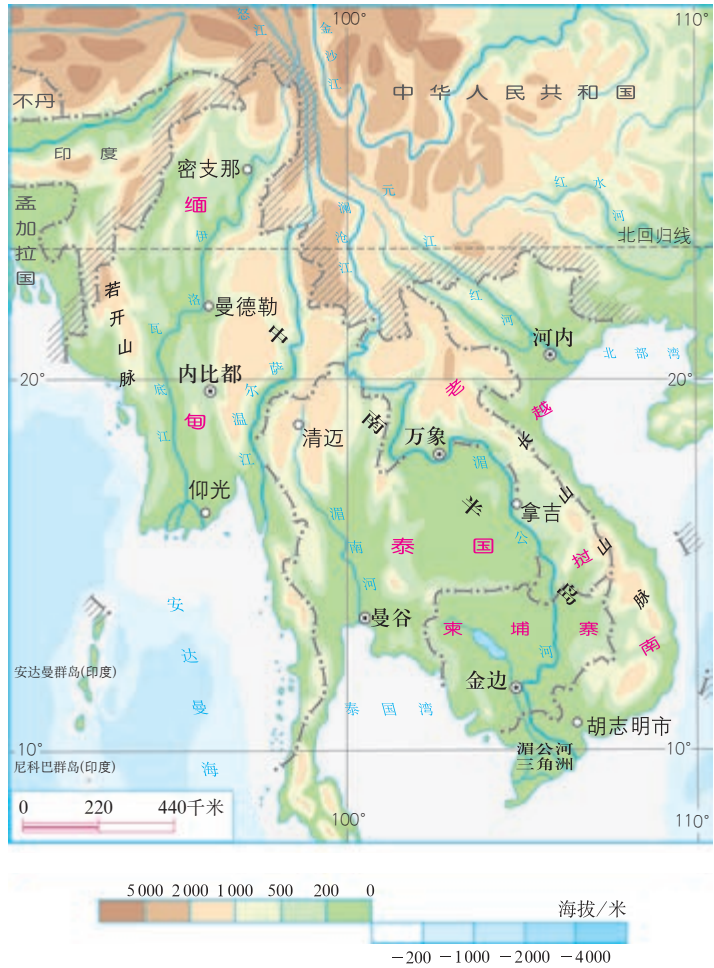 100°
110°
怒江
金沙江
中华人民共和国
不丹
印度
密支那
缅
孟加拉国
元江
澜沧江
红水河
北回归线
伊洛瓦底江
若开山脉
曼德勒
中
萨尔温江
红河
河内
北部湾
20°
20°
内比都
甸
老
越
南
万象
清迈
长山山脉
湄公河
仰光
半
拿吉
湄南河
泰国
挝
岛
曼谷
柬埔寨
南
安
达
曼
海
安达曼群岛(印度)
金边
泰国湾
胡志明市
10°
10°
湄公河
三角洲
尼科巴群岛(印度)
0 220 440千米
100°
110°
5 000 2 000 1 000 500 200 0
海拔/米
-200 -1000 -2000 -4000